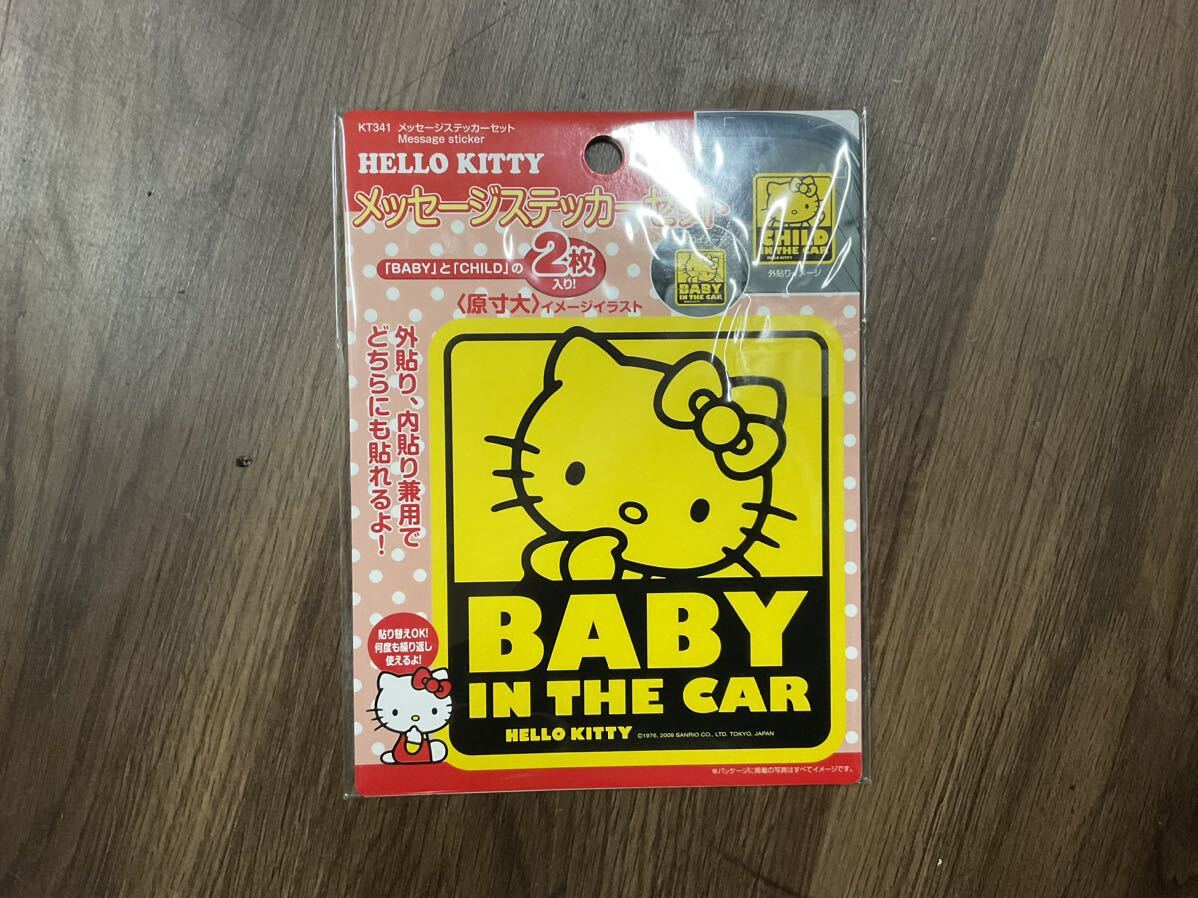 KT341 メッセージステッカーセット
Message sticker
HELLO KITTY
メッセージステッカーセット
「BABY」と「CHILD」の
2枚
入り!
〈原寸大〉イメージイラスト
BABY
IN THE CAR
CHILD
IN THE CAR
HELLO KITTY
外貼りイメージ
外貼り、内貼り兼用で
どちらにも貼れるよ!
貼り替えOK!
何度も繰り返し
使えるよ!
BABY
IN THE CAR
HELLO KITTY ©1976, 2009 SANRIO CO., LTD. TOKYO, JAPAN
※パッケージに掲載の写真はすべてイメージです。